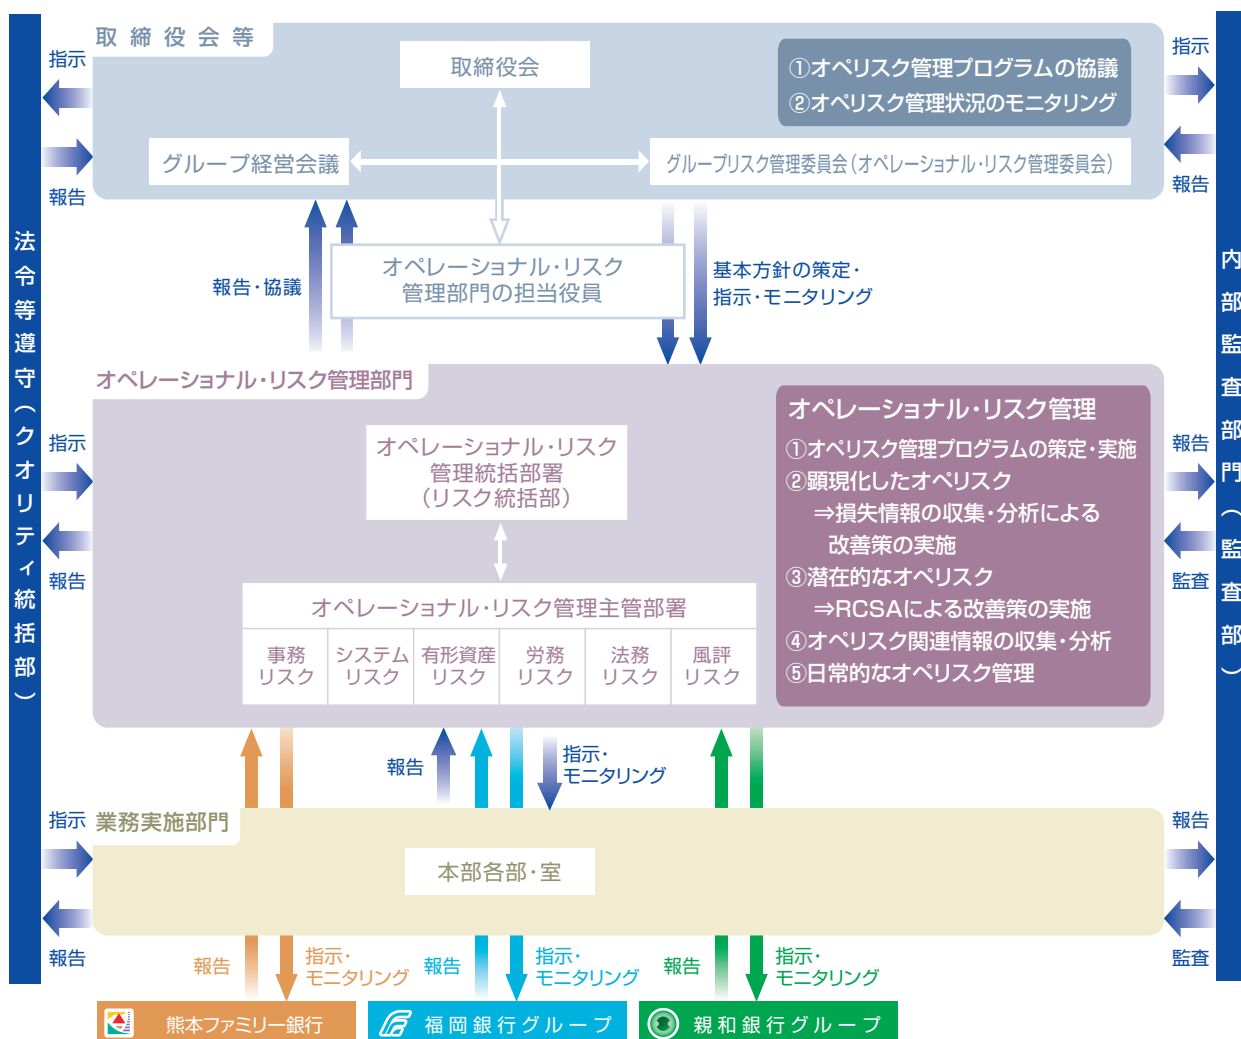 取締役会等
取締役会
①オペリスク管理プログラムの協議
②オペリスク管理状況のモニタリング
グループ経営会議
グループリスク管理委員会(オペレーショナル・リスク管理委員会)
指示
報告
指示
報告
法令等遵守(クオリティ統括部)
内部監査部門(監査部)
報告・協議
オペレーショナル・リスク
管理部門の担当役員
基本方針の策定・
指示・モニタリング
オペレーショナル・リスク管理部門
オペレーショナル・リスク
管理統括部署
(リスク統括部)
オペレーショナル・リスク管理
①オペリスク管理プログラムの策定・実施
②顕現化したオペリスク
⇒損失情報の収集・分析による
改善策の実施
③潜在的なオペリスク
⇒RCSAによる改善策の実施
④オペリスク関連情報の収集・分析
⑤日常的なオペリスク管理
指示
報告
報告
監査
オペレーショナル・リスク管理主管部署
事務
リスク
システム
リスク
有形資産
リスク
労務
リスク
法務
リスク
風評
リスク
報告
指示・
モニタリング
業務実施部門
本部各部・室
指示
報告
報告
監査
報告
指示・
モニタリング
報告
指示・
モニタリング
報告
指示・
モニタリング
熊本ファミリー銀行
福岡銀行グループ
親和銀行グループ